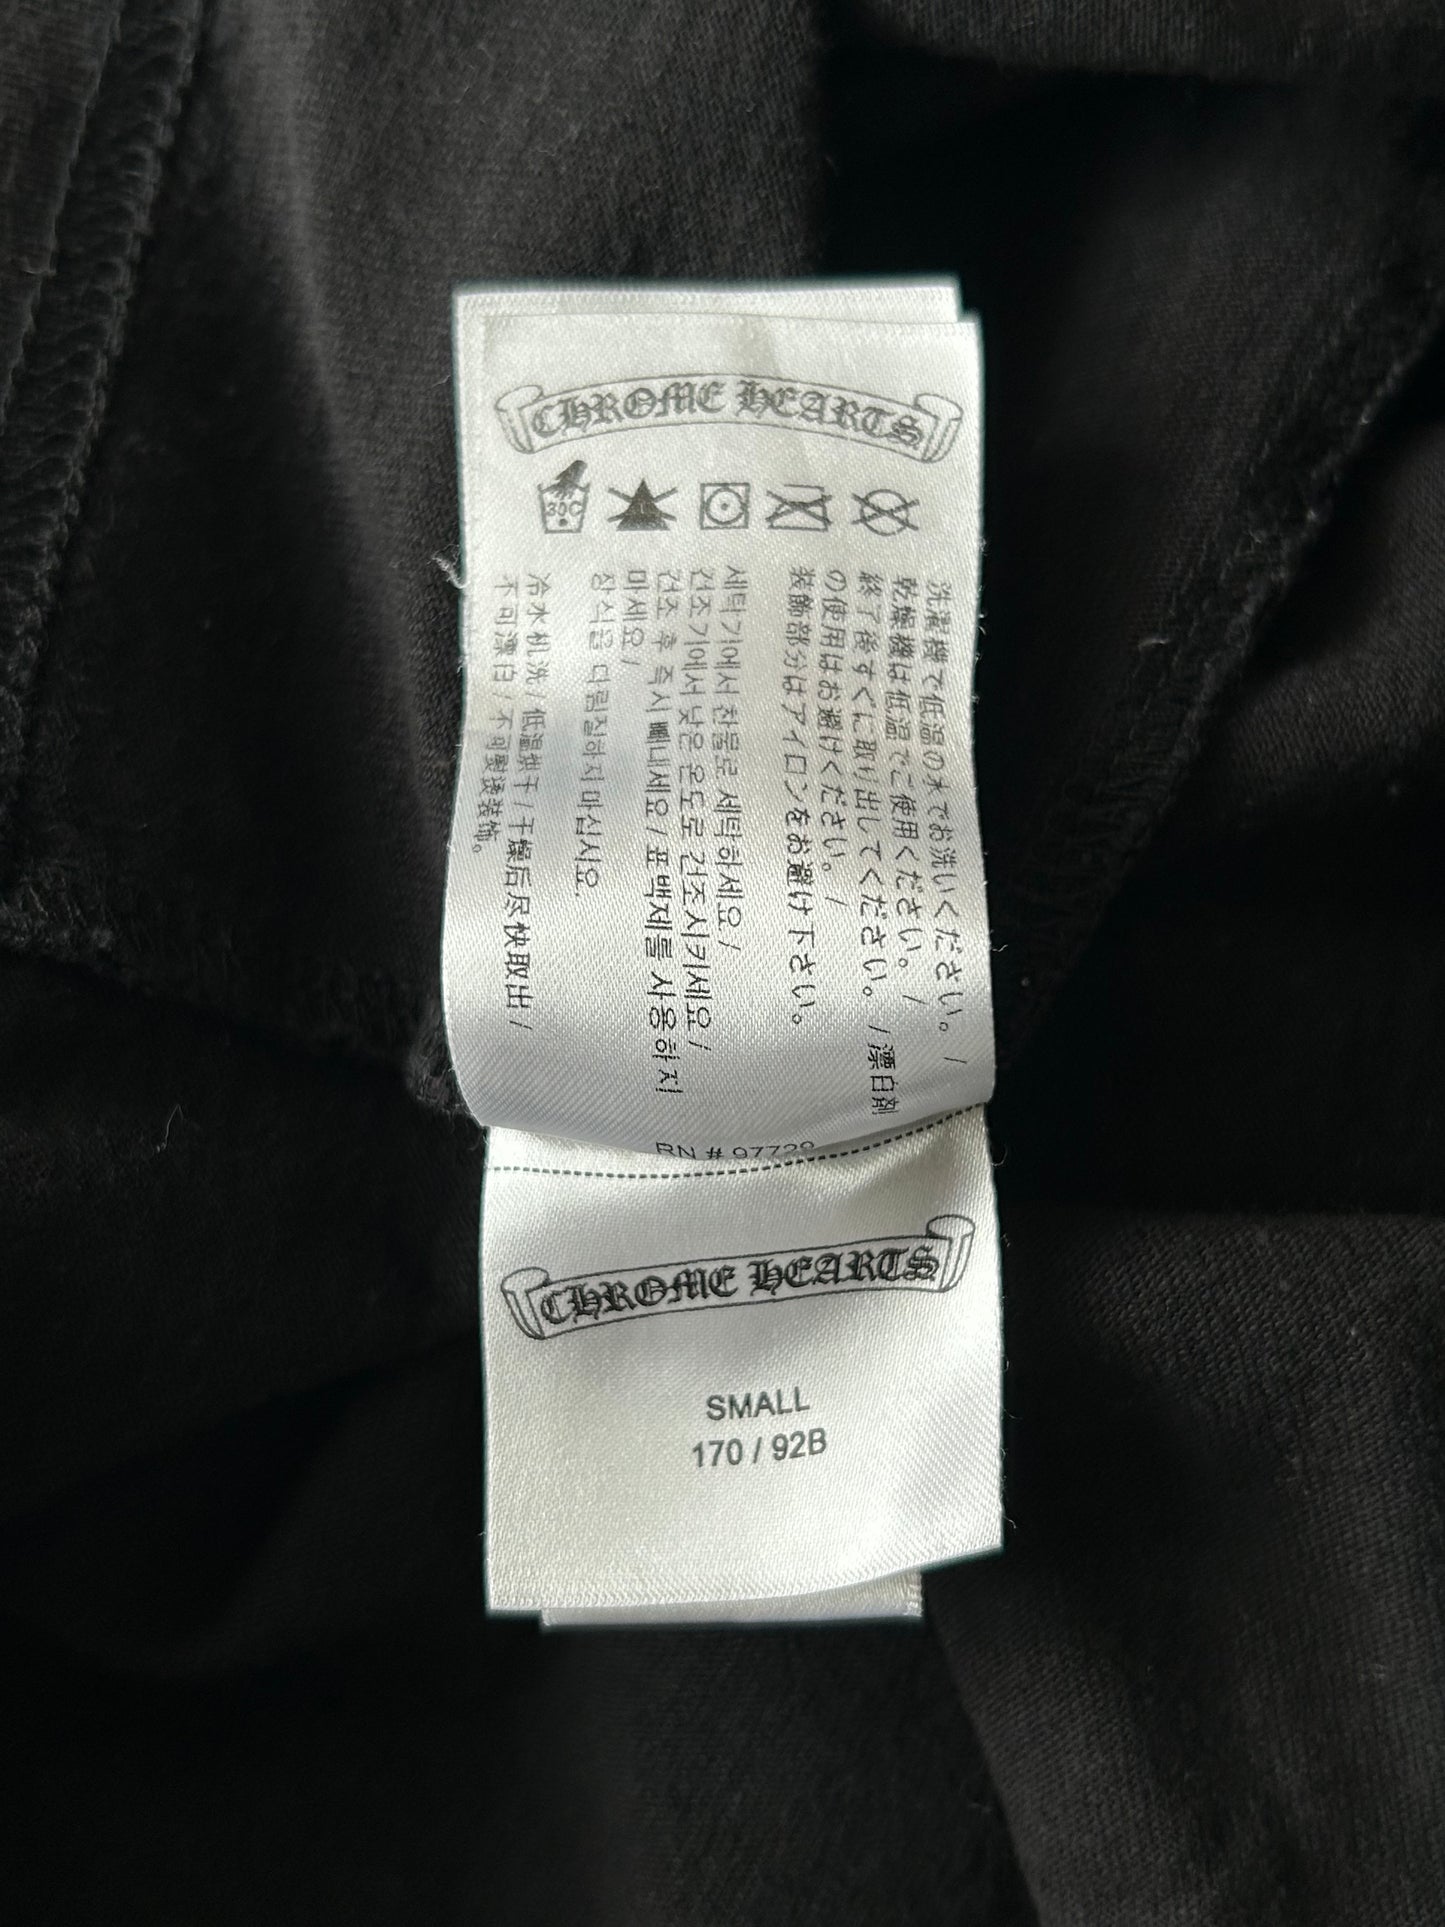 CHROME HEARTS
30C
洗濯機で低温の水でお洗いください。 /
乾燥機は低温でご使用ください。 /
終了後すぐに取り出してください。 / 漂白剤
の使用はお避けください。 /
装飾部分はアイロンをお避け下さい。
세탁기에서 찬물로 세탁하세요 /
건조기에서 낮은 온도로 건조시키세요 /
건조 후 즉시 빼내세요 / 표백제를 사용하지
마세요 /
장식을 다림질하지 마십시요.
冷水机洗 / 低温烘干 / 干燥后尽快取出 /
不可漂白 / 不可熨烫装饰。
RN # 97729
CHROME HEARTS
SMALL
170 / 92B